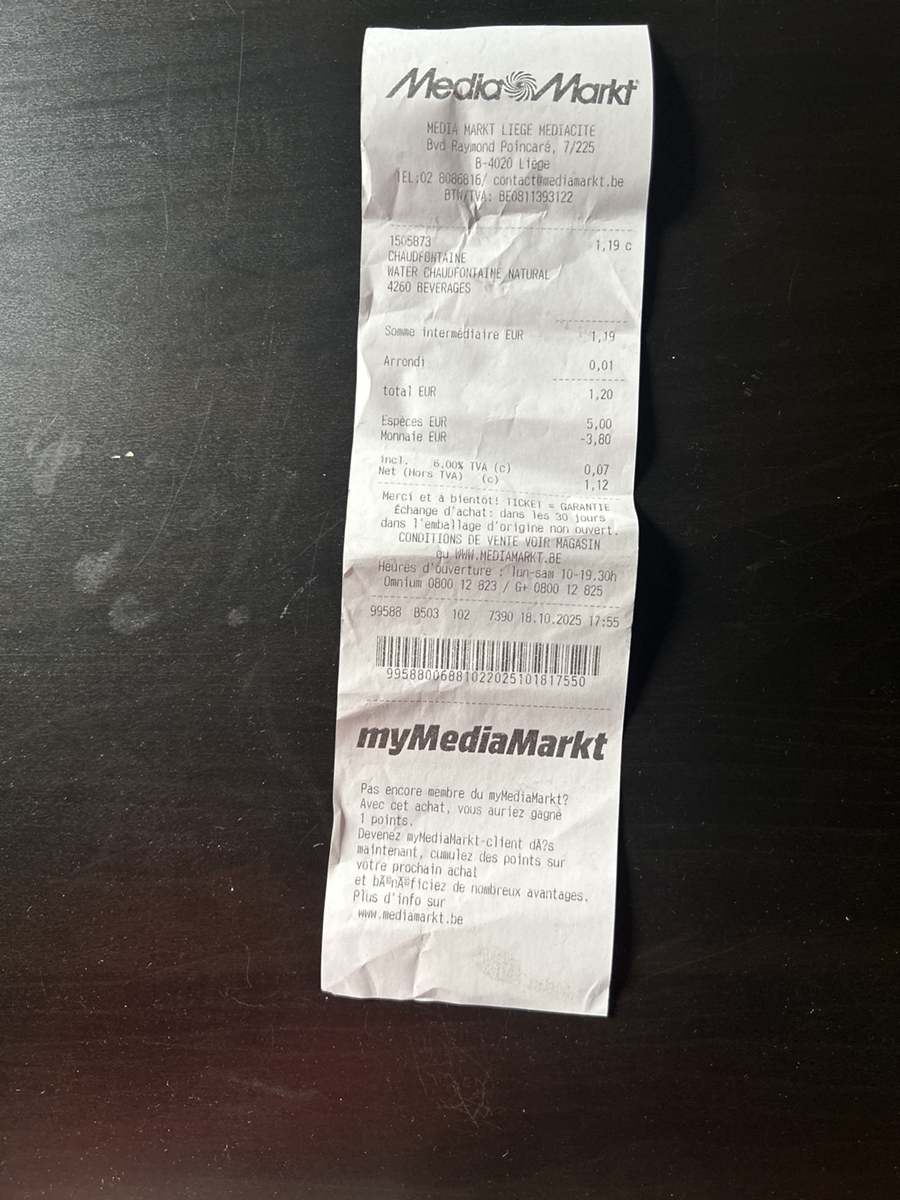 Media Markt
MEDIA MARKT LIEGE MEDIACITE
Bvd Raymond Poincaré, 7/225
B-4020 Liège
TEL:02 8086816/ contact@mediamarkt.be
BTW/TVA: BE0811393122
1505873 1,19 c
CHAUDFONTAINE
WATER CHAUDFONTAINE NATURAL
4260 BEVERAGES
Somme intermédiaire EUR 1,19
Arrondi 0,01
total EUR 1,20
Espèces EUR 5,00
Monnaie EUR -3,80
incl. 6.00% TVA (c) 0,07
Net (Hors TVA) (c) 1,12
Merci et à bientôt! TICKET = GARANTIE
Échange d'achat: dans les 30 jours
dans l'emballage d'origine non ouvert.
CONDITIONS DE VENTE VOIR MAGASIN
ou WWW.MEDIAMARKT.BE
Heures d'ouverture : lun-sam 10-19.30h
Omnium 0800 12 823 / G+ 0800 12 825
99588 B503 102 7390 18.10.2025 17:55
99588006881022025101817550
myMediaMarkt
Pas encore membre du myMediaMarkt?
Avec cet achat, vous auriez gagné
1 points.
Devenez myMediaMarkt-client dÃ?s
maintenant, cumulez des points sur
votre prochain achat
et bÃ©nÃ©ficiez de nombreux avantages.
Plus d'info sur
www.mediamarkt.be